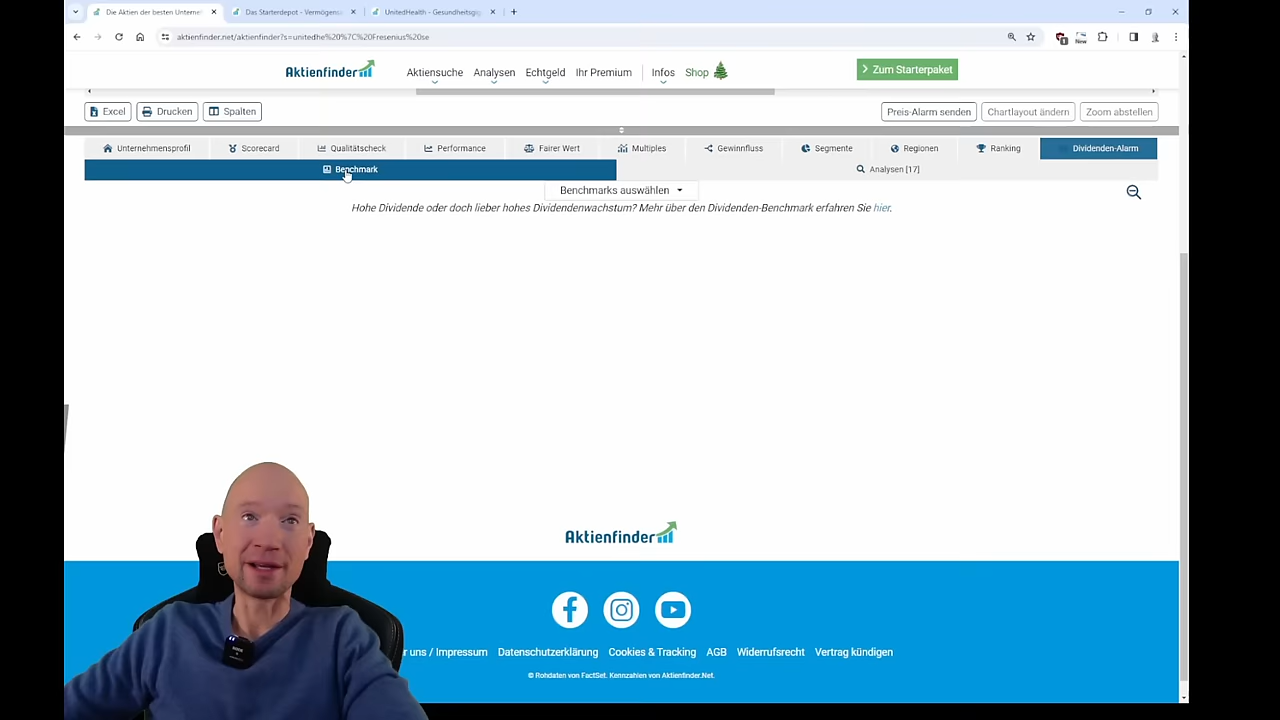 Die Aktien der besten Unterne
Das Starterdepot - Vermögens
UnitedHealth - Gesundheitsgig
aktienfinder.net/aktienfinder?s=unitedhe%20%7C%20Fresenius%20se
New
Aktienfinder
Aktiensuche
Analysen
Echtgeld
Ihr Premium
Infos
Shop
Zum Starterpaket
Excel
Drucken
Spalten
Preis-Alarm senden
Chartlayout ändern
Zoom abstellen
Unternehmensprofil
Scorecard
Qualitätscheck
Performance
Fairer Wert
Multiples
Gewinnfluss
Segmente
Regionen
Ranking
Dividenden-Alarm
Benchmark
Analysen [17]
Benchmarks auswählen
Hohe Dividende oder doch lieber hohes Dividendenwachstum? Mehr über den Dividenden-Benchmark erfahren Sie hier.
Aktienfinder
r uns / Impressum
Datenschutzerklärung
Cookies & Tracking
AGB
Widerrufsrecht
Vertrag kündigen
© Rohdaten von FactSet. Kennzahlen von Aktienfinder.Net.